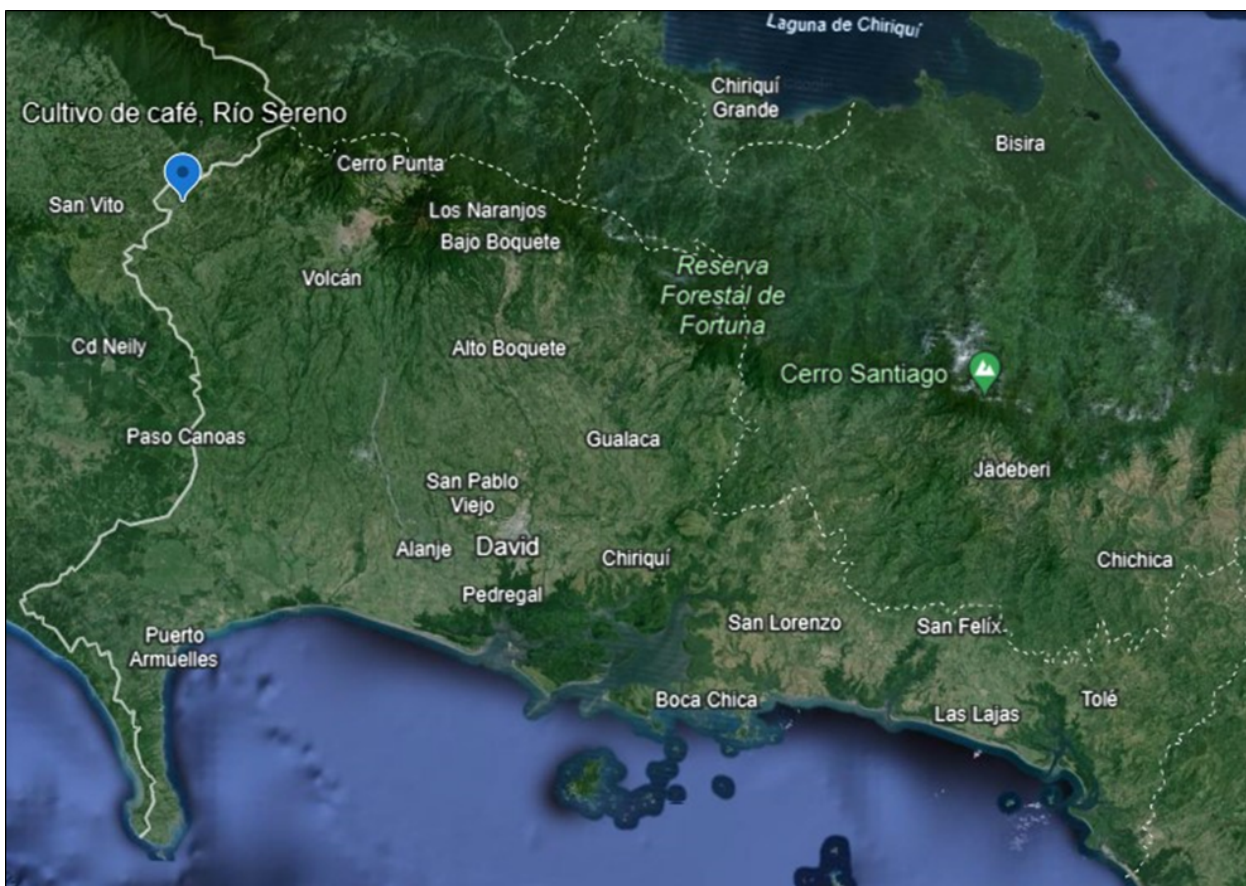 Laguna de Chiriquí
Chiriquí
Grande
Cultivo de café, Río Sereno
Bisira
Cerro Punta
San Vito
Los Naranjos
Bajo Boquete
Volcán
Reserva
Forestal de
Fortuna
Cd Neily
Alto Boquete
Cerro Santiago
Paso Canoas
Gualaca
Jädeberi
San Pablo
Viejo
Alanje
David
Chiriquí
Chichica
Pedregal
San Lorenzo
San Felíx
Puerto
Armuelles
Boca Chica
Las Lajas
Tolé